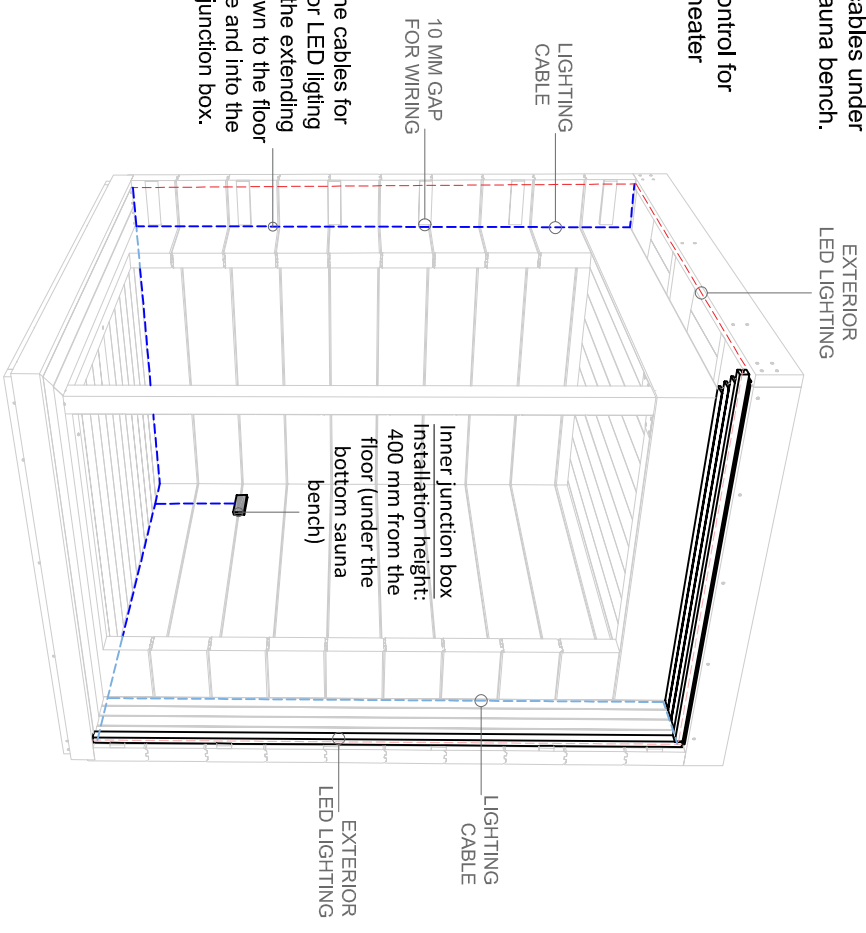 cables under
auna bench.
ontrol for
heater
LIGHTING
CABLE
10 MM GAP
FOR WIRING
cables for
or LED ligting
the extending
wn to the floor
e and into the
junction box.
EXTERIOR
LED LIGHTING
Inner junction box
Installation height:
400 mm from the
floor (under the
bottom sauna
bench)
LIGHTING
CABLE
EXTERIOR
LED LIGHTING